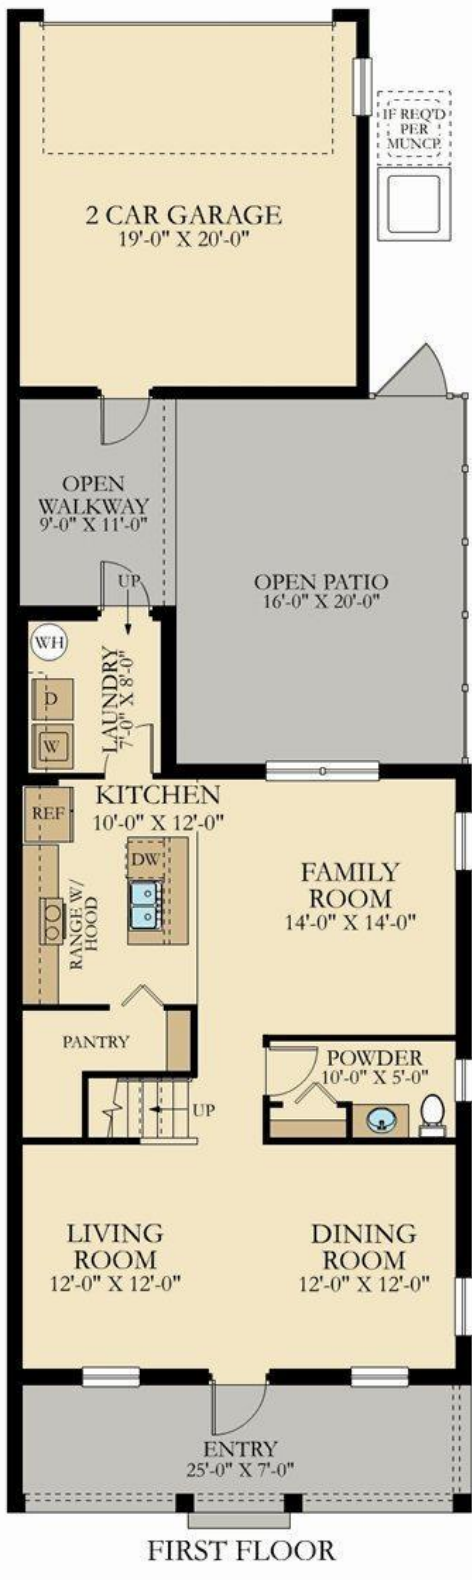 IF REQ'D
PER
MUNCP.
2 CAR GARAGE
19'-0" X 20'-0"
OPEN
WALKWAY
9'-0" X 11'-0"
UP
OPEN PATIO
16'-0" X 20'-0"
WH
D
W
LAUNDRY
7'-0" X 8'-0"
KITCHEN
10'-0" X 12'-0"
REF
DW
RANGE W/
HOOD
FAMILY
ROOM
14'-0" X 14'-0"
PANTRY
POWDER
10'-0" X 5'-0"
UP
LIVING
ROOM
12'-0" X 12'-0"
DINING
ROOM
12'-0" X 12'-0"
ENTRY
25'-0" X 7'-0"
FIRST FLOOR